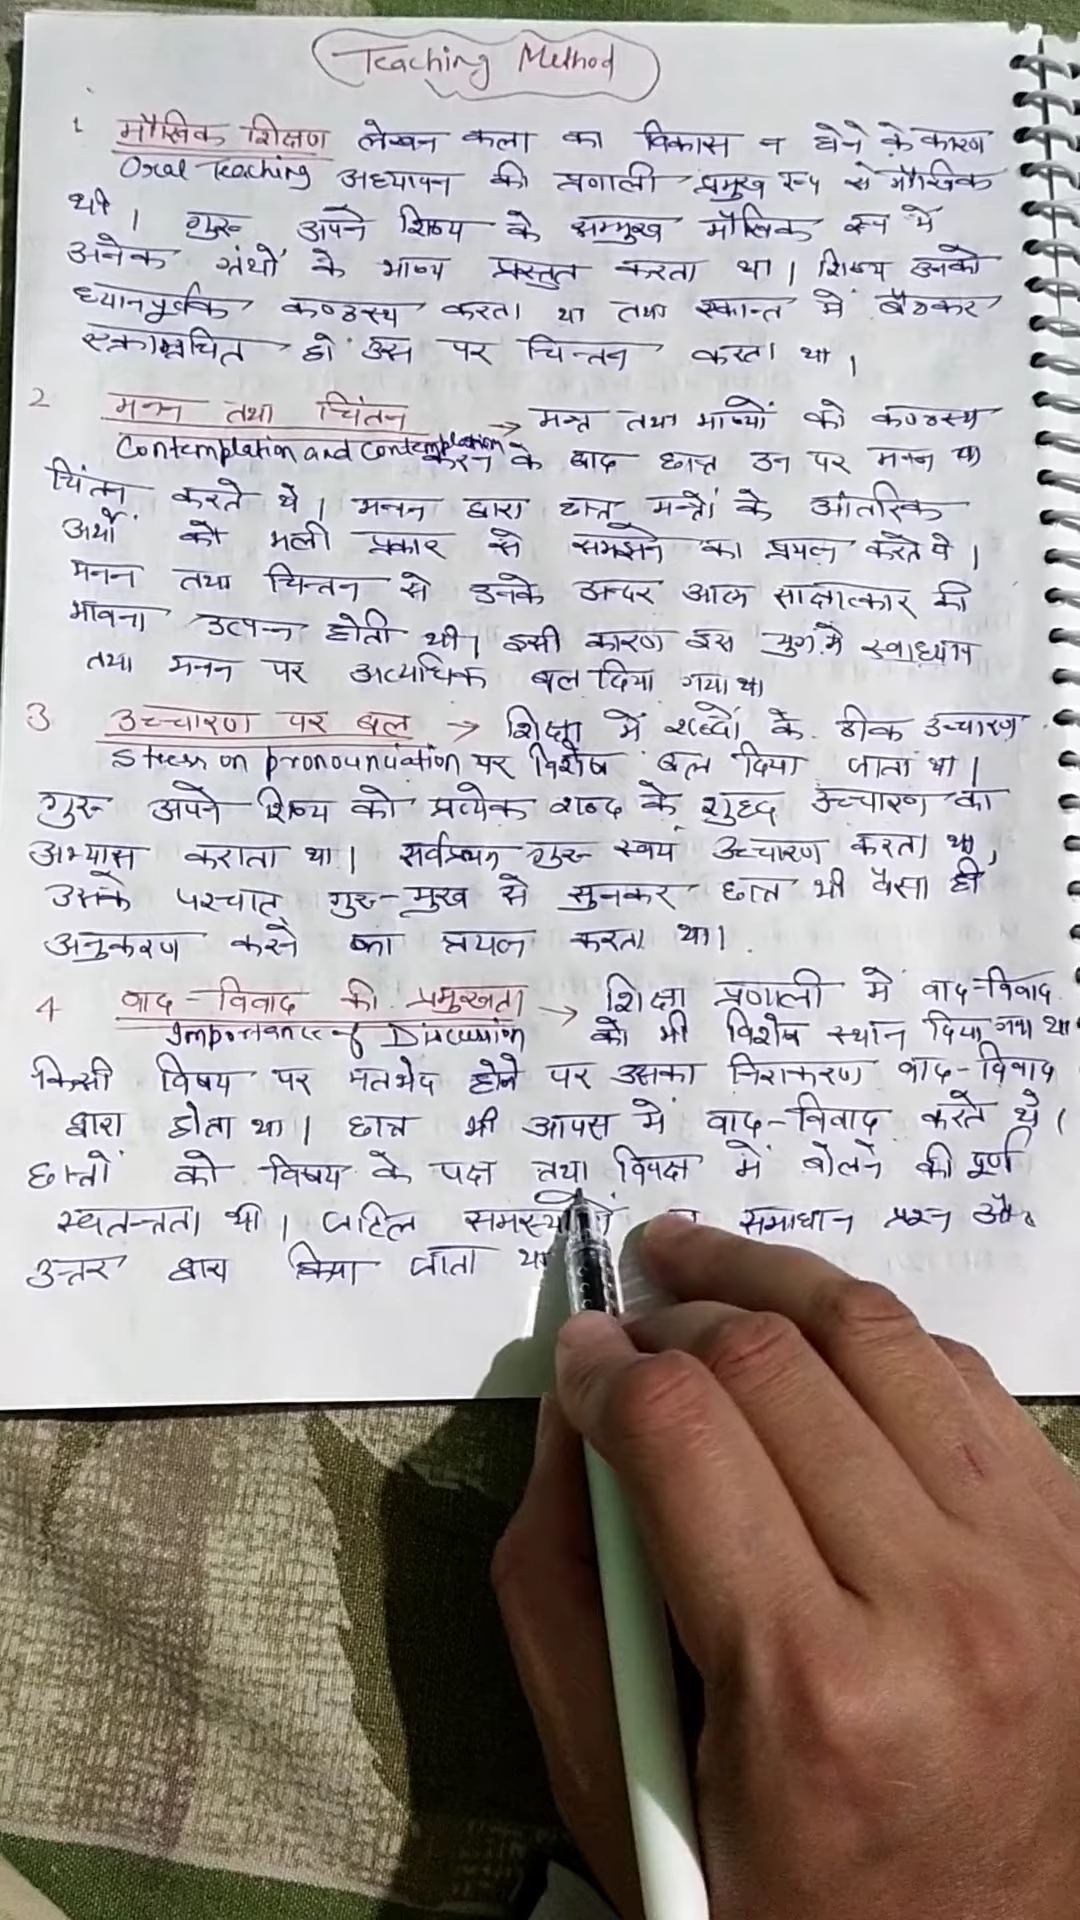 Teaching Method
1 मौखिक शिक्षण लेखन कला का विकास न होने के कारण
Oral Teaching अध्यापन की प्रणाली प्रमुख रूप से मौखिक
थी। गुरु अपने शिष्य के सम्मुख मौखिक रूप में
अनेक ग्रंथों के भाष्य प्रस्तुत करता था। शिष्य उनको
ध्यानपूर्वक कण्ठस्थ करता था तथा एकान्त में बैठकर
एकाग्रचित हो उस पर चिन्तन करता था।
2 मनन तथा चिंतन → मन्त्र तथा भाष्यों को कण्ठस्थ
Contemplation and contemplation करने के बाद छात्र उन पर मनन
चिंतन करते थे। मनन द्वारा छात्र मन्त्रों के आंतरिक
अर्थों को भली प्रकार से समझने का प्रयत्न करते थे।
मनन तथा चिन्तन से उनके अन्दर आत्म साक्षात्कार की
भावना उत्पन्न होती थी। इसी कारण इस युग में स्वाध्याय
तथा मनन पर अत्यधिक बल दिया गया था
3 उच्चारण पर बल → शिक्षा में शब्दों के ठीक उच्चारण
Stress on pronounuation पर विशेष बल दिया जाता था।
गुरु अपने शिष्य को प्रत्येक शब्द के शुद्ध उच्चारण का
अभ्यास कराता था। सर्वप्रथम गुरु स्वयं उच्चारण करता था,
उसके पश्चात् गुरु-मुख से सुनकर छात्र भी वैसा ही
अनुकरण करने का प्रयत्न करता था।
4 वाद-विवाद की प्रमुखता → शिक्षा प्रणाली में वाद-विवाद
Importance of Discussion को भी विशेष स्थान दिया गया था
किसी विषय पर मतभेद होने पर उसका निराकरण वाद-विवाद
द्वारा होता था। छात्र भी आपस में वाद-विवाद करते थे।
छात्रों को विषय के पक्ष तथा विपक्ष में बोलने की पूर्ण
स्वतन्त्रता थी। जटिल समाधान प्रश्न और
उत्तर द्वारा किया जाता था